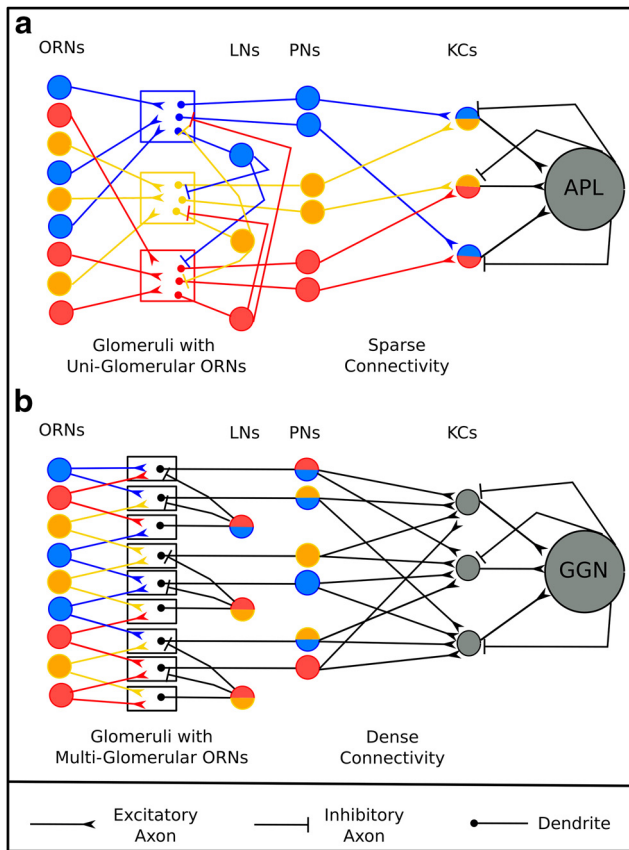 a
ORNs LNs PNs KCs
APL
Glomeruli with Sparse
Uni-Glomerular ORNs Connectivity
b
ORNs LNs PNs KCs
GGN
Glomeruli with Dense
Multi-Glomeruli ORNs Connectivity
Excitatory Inhibitory Dendrite
Axon Axon